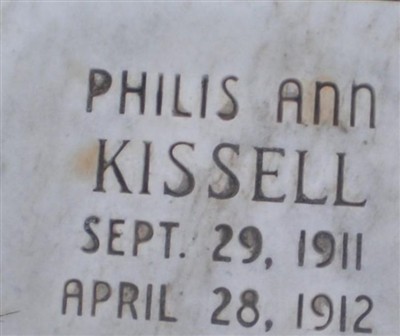 PHILIS ANN
KISSELL
SEPT. 29, 1911
APRIL 28, 1912